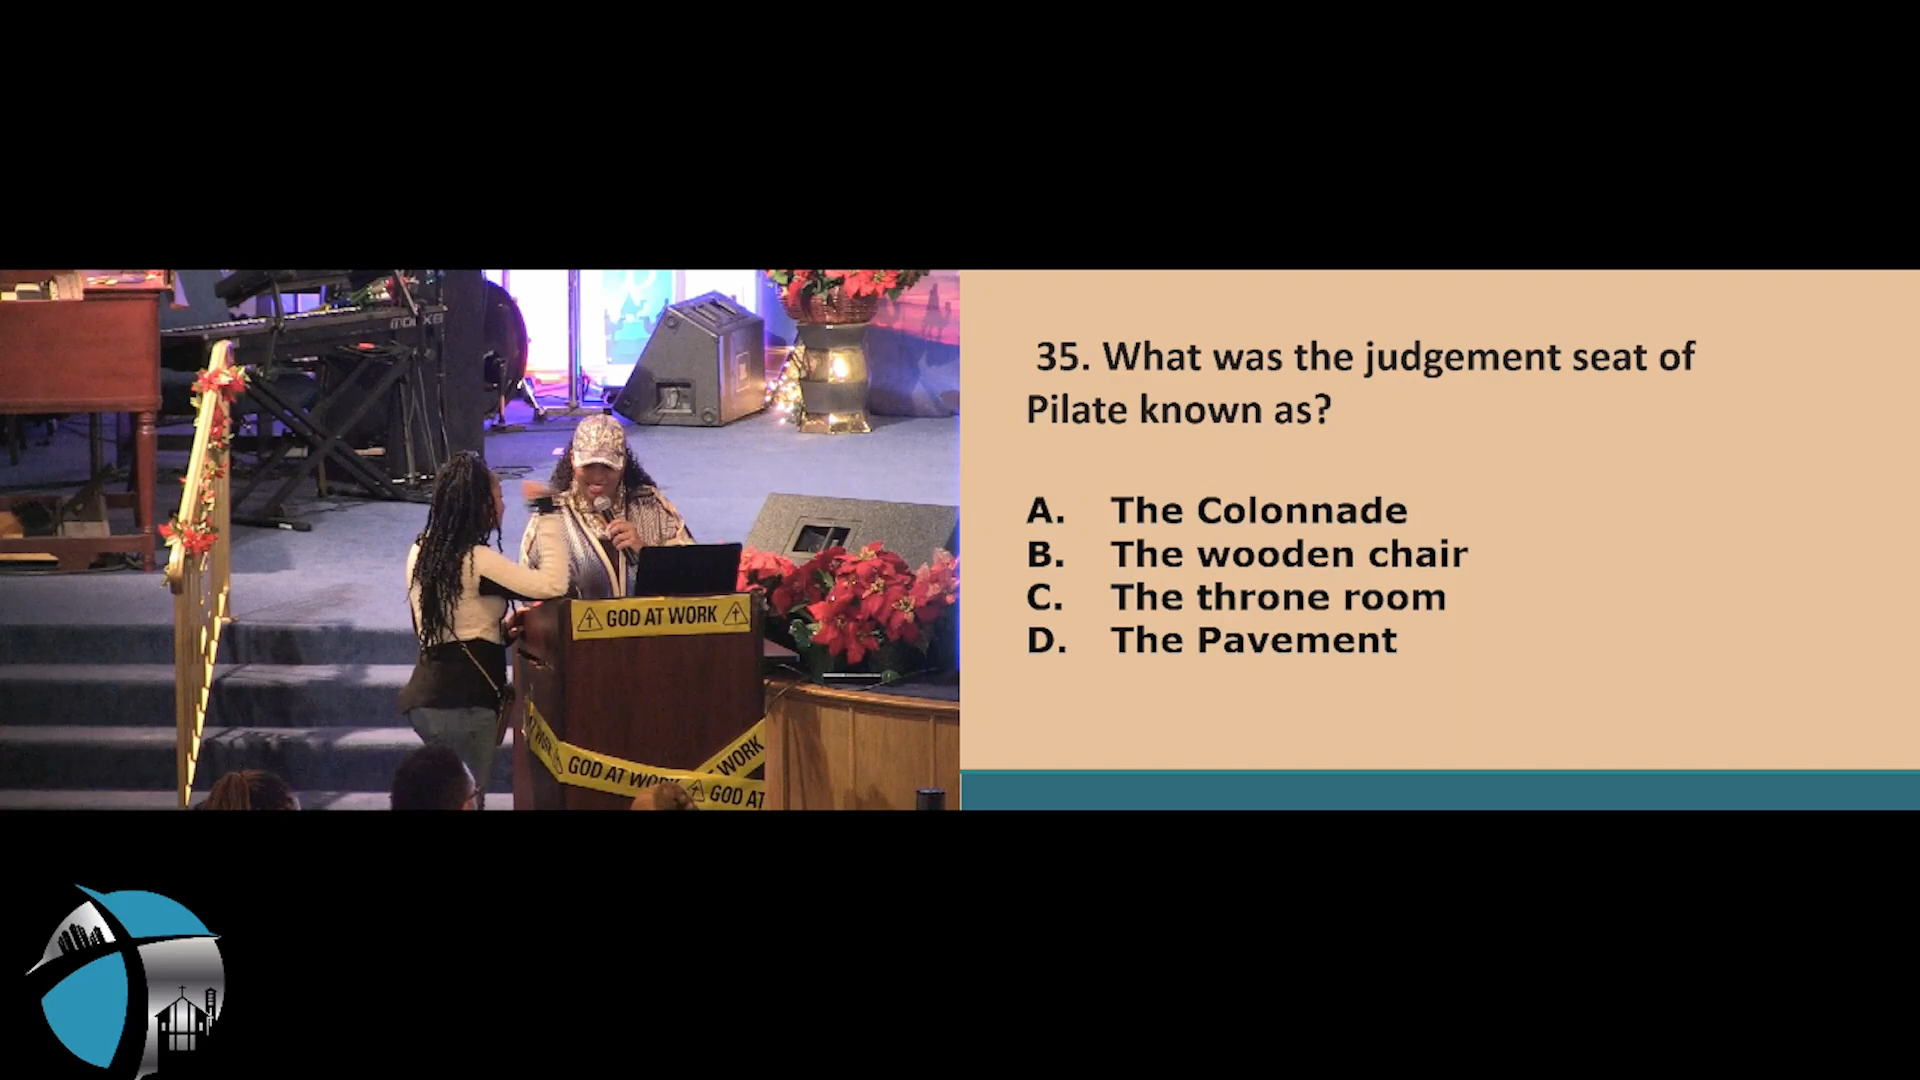 35. What was the judgement seat of
Pilate known as?
A. The Colonnade
B. The wooden chair
C. The throne room
D. The Pavement
GOD AT WORK
GOD AT WORK
WORK
GOD AT